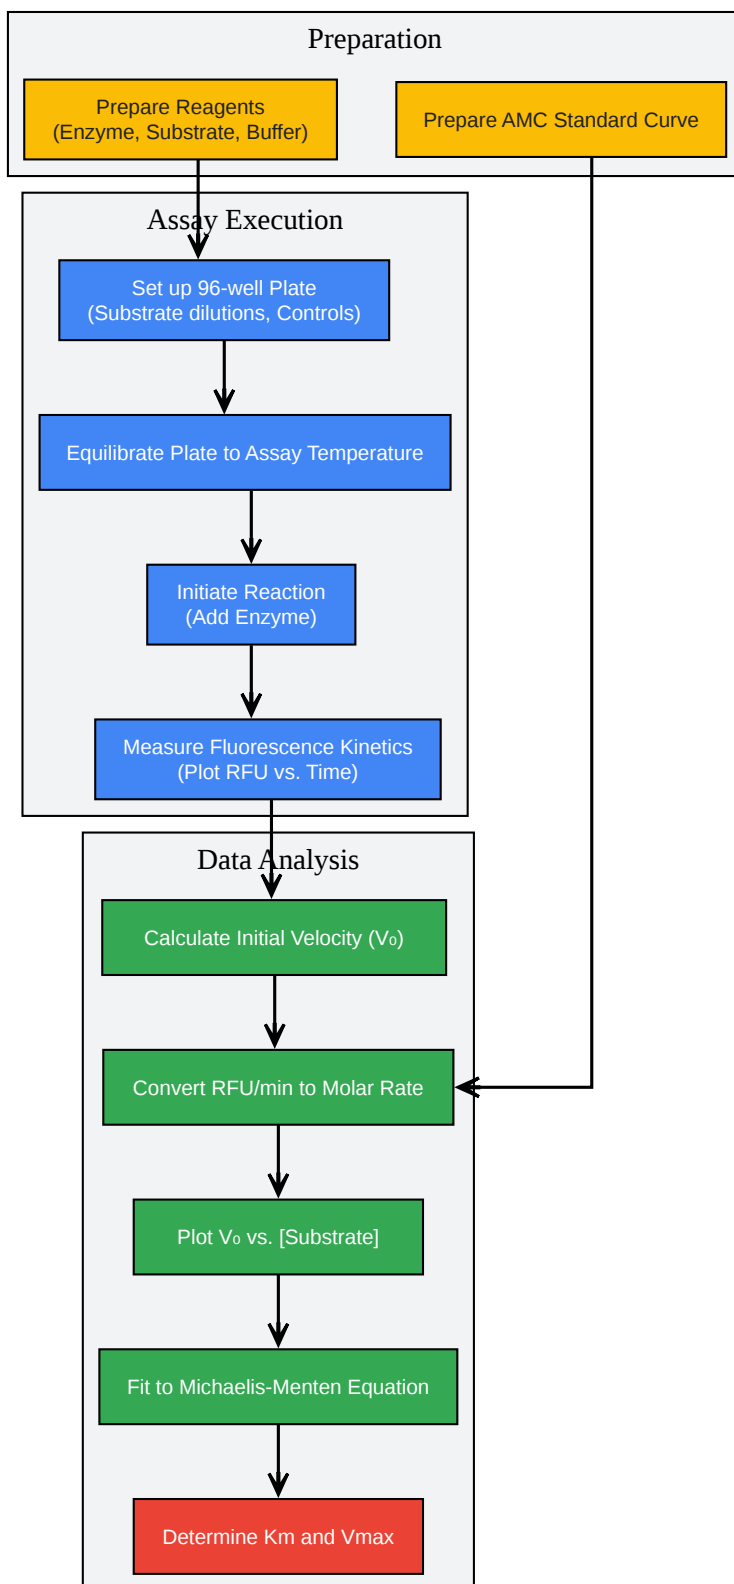 Preparation
Prepare Reagents
(Enzyme, Substrate, Buffer)
Prepare AMC Standard Curve
Assay Execution
Set up 96-well Plate
(Substrate dilutions, Controls)
Equilibrate Plate to Assay Temperature
Initiate Reaction
(Add Enzyme)
Measure Fluorescence Kinetics
(Plot RFU vs. Time)
Data Analysis
Calculate Initial Velocity (V₀)
Convert RFU/min to Molar Rate
Plot V₀ vs. [Substrate]
Fit to Michaelis-Menten Equation
Determine Km and Vmax